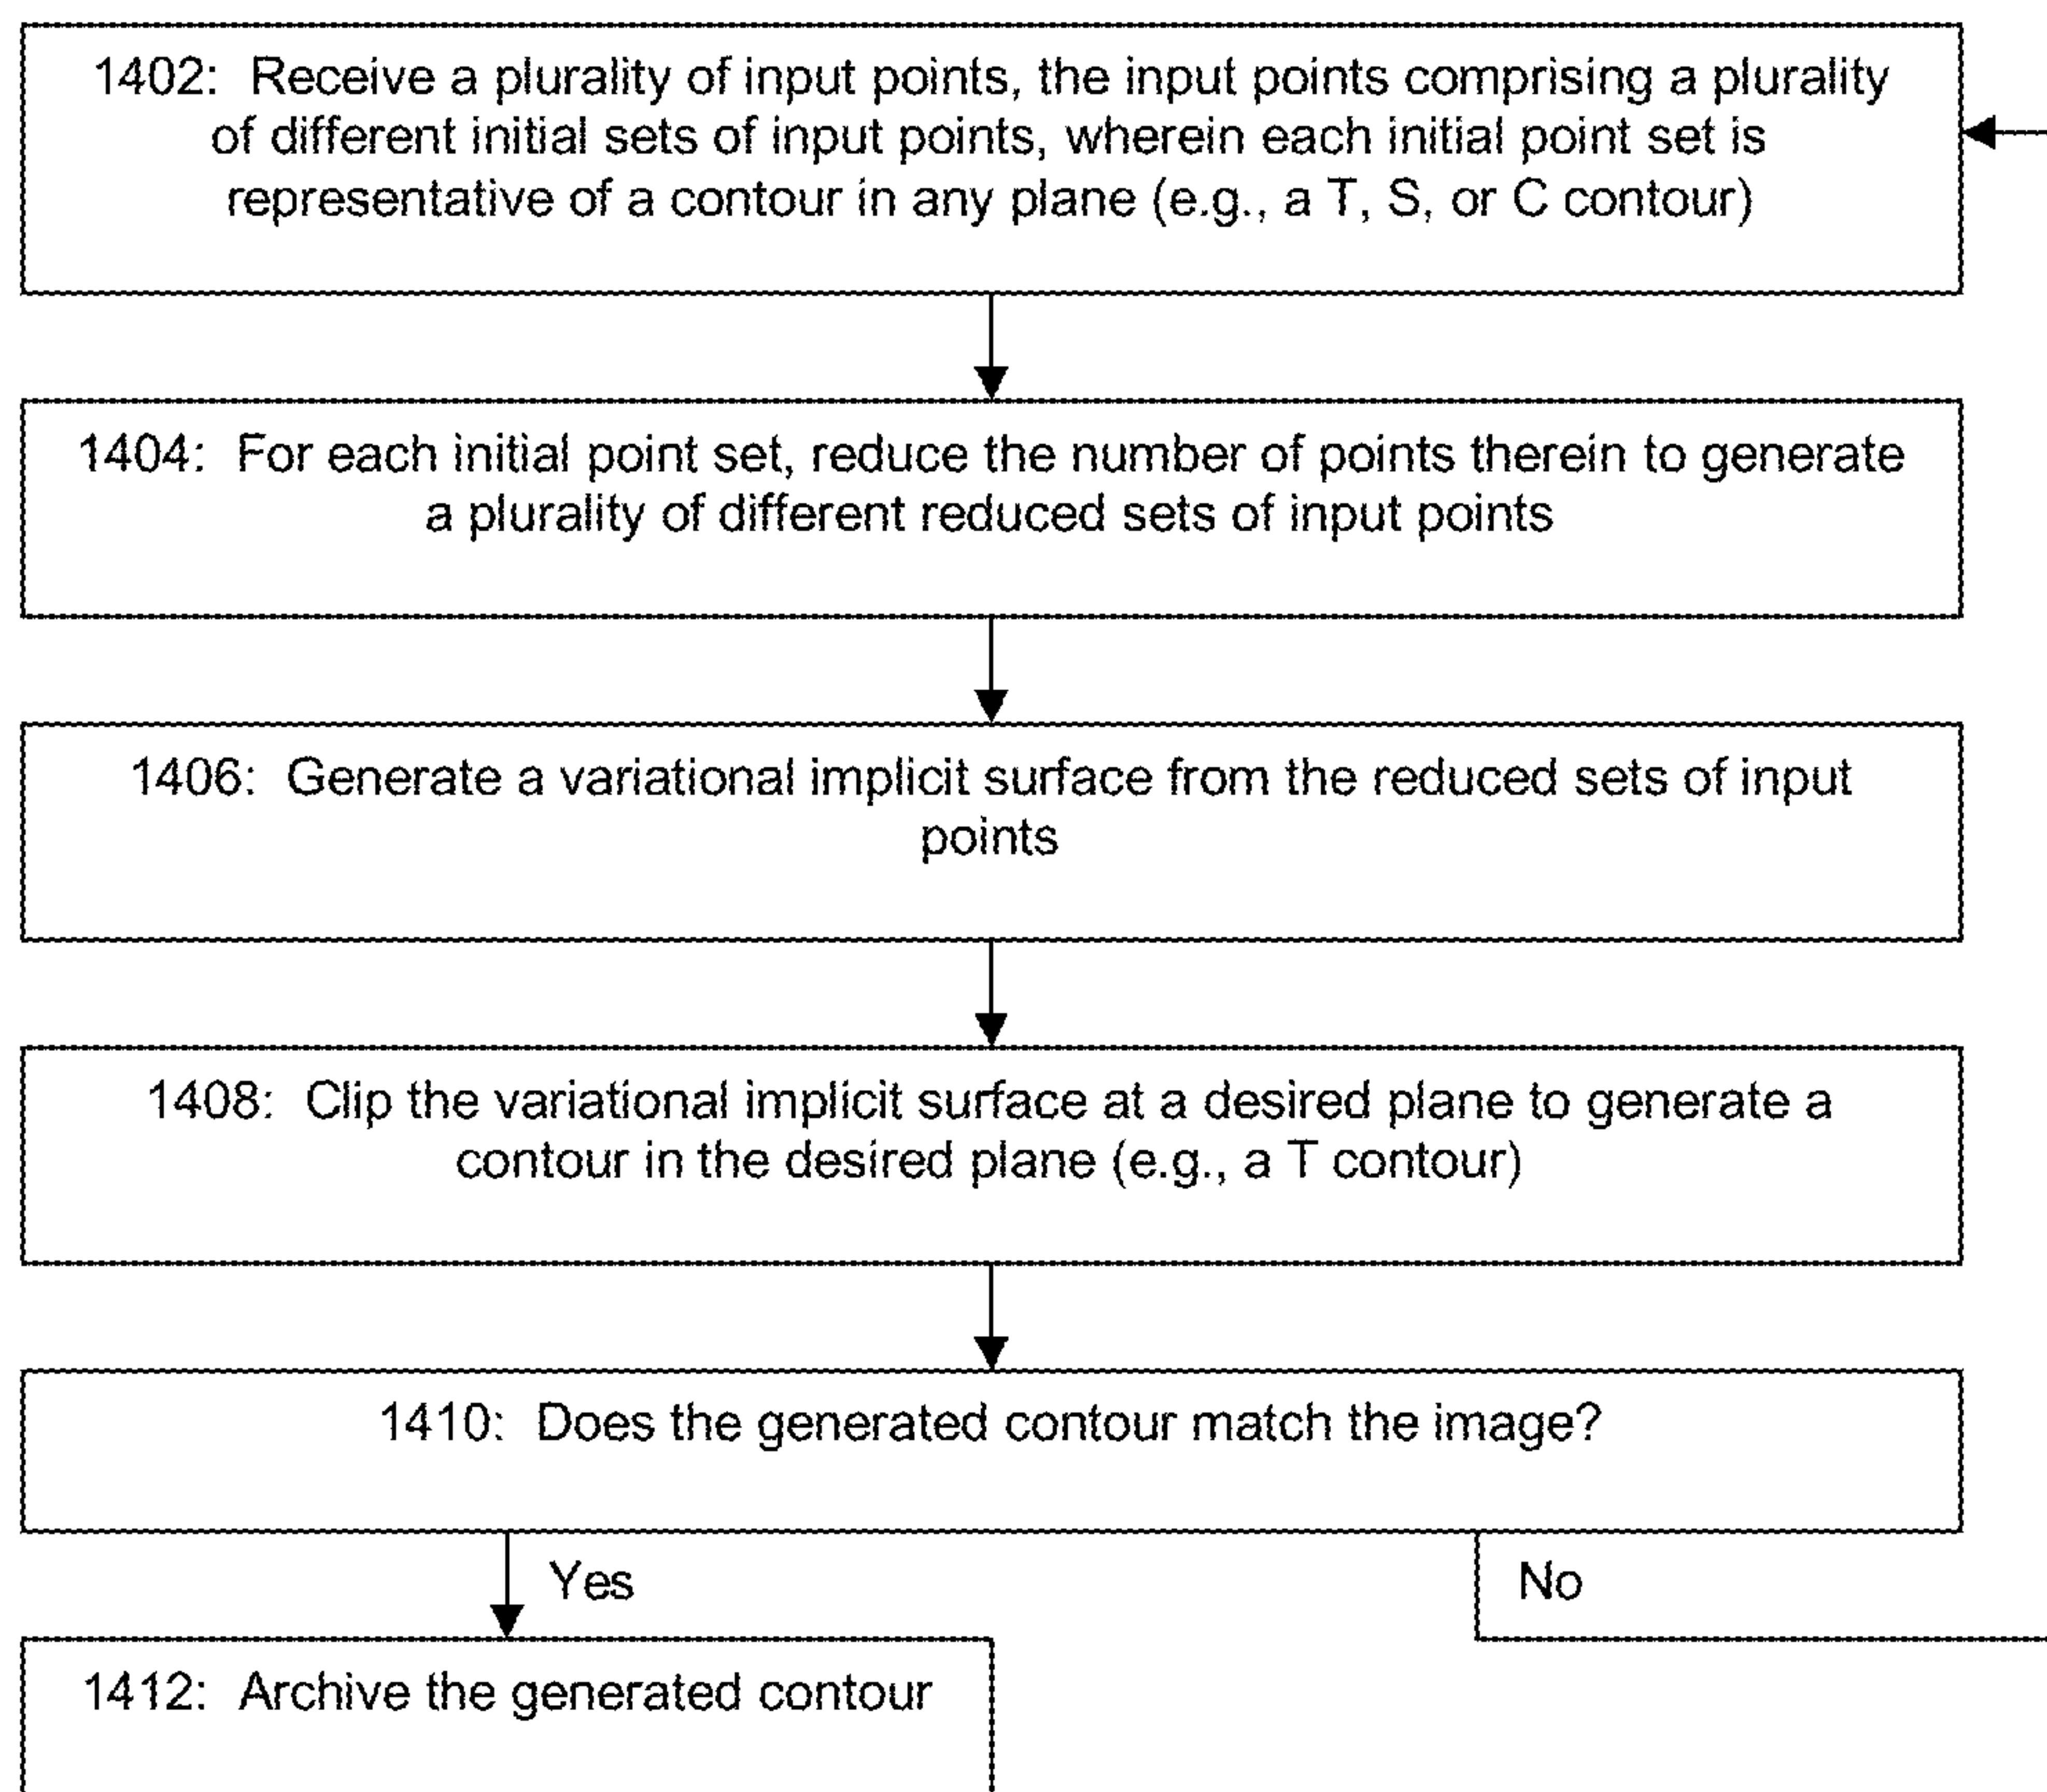 1402: Receive a plurality of input points, the input points comprising a plurality
of different initial sets of input points, wherein each initial point set is
representative of a contour in any plane (e.g., a T, S, or C contour)
1404: For each initial point set, reduce the number of points therein to generate
a plurality of different reduced sets of input points
1406: Generate a variational implicit surface from the reduced sets of input
points
1408: Clip the variational implicit surface at a desired plane to generate a
contour in the desired plane (e.g., a T contour)
1410: Does the generated contour match the image?
Yes
No
1412: Archive the generated contour